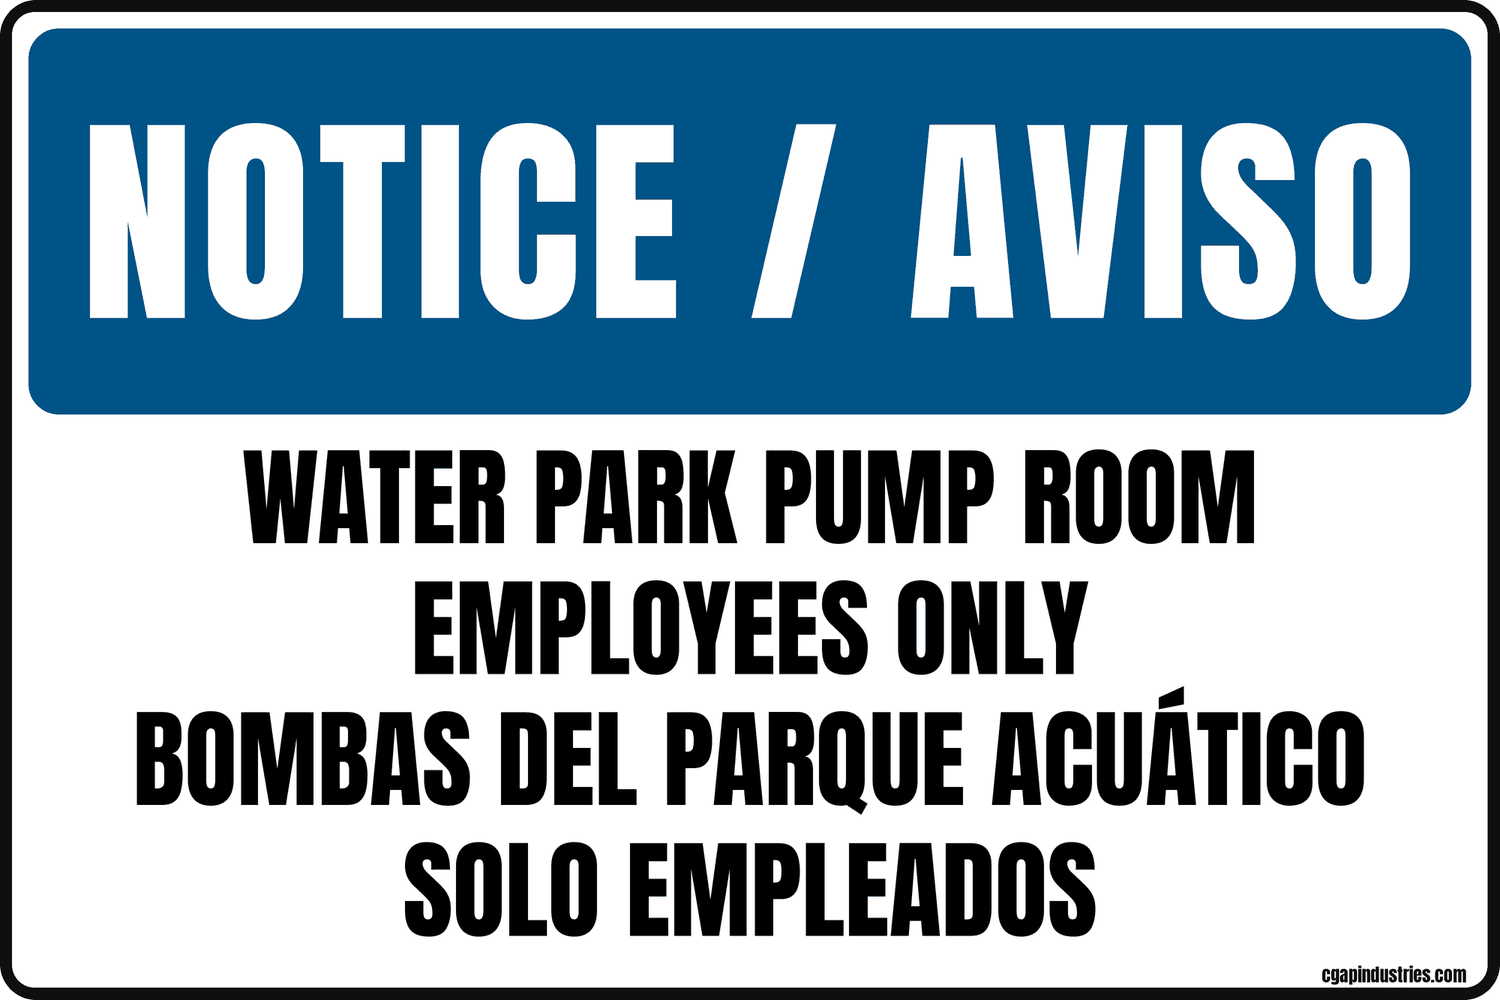 NOTICE / AVISO
WATER PARK PUMP ROOM
EMPLOYEES ONLY
BOMBAS DEL PARQUE ACUÁTICO
SOLO EMPLEADOS
cgapindustries.com